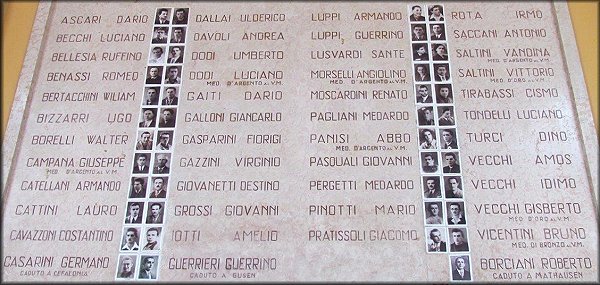 ASCARI DARIO
BECCHI LUCIANO
BELLESIA RUFFINO
BENASSI ROMEO
BERTACCHINI WILIAM
BIZZARRI UGO
BORELLI WALTER
CAMPANA GIUSEPPE
MED. D'ARGENTO AL V.M.
CATELLANI ARMANDO
CATTINI LAURO
CAVAZZONI COSTANTINO
CASARINI GERMANO
CADUTO A CEFALONIA
DALLAI ULDERICO
DAVOLI ANDREA
DODI UMBERTO
DODI LUCIANO
MED. D'ARGENTO AL V.M.
GAITI DARIO
GALLONI GIANCARLO
GASPARINI FIORIGI
GAZZINI VIRGINIO
GIOVANETTI DESTINO
GROSSI GIOVANNI
IOTTI AMELIO
GUERRIERI GUERRINO
CADUTO A GUSEN
LUPPI ARMANDO
LUPPI GUERRINO
LUSVARDI SANTE
MORSELLI ANGIOLINO
MED. D'ARGENTO AL V.M.
MOSCARDINI RENATO
PAGLIANI MEDARDO
PANISI ABBO
MED. D'ARGENTO AL V.M.
PASQUALI GIOVANNI
PERGETTI MEDARDO
PINOTTI MARIO
PRATISSOLI GIACOMO
ROTA IRMO
SACCANI ANTONIO
SALTINI VANDINA
MED. D'ARGENTO AL V.M.
SALTINI VITTORIO
MED. D'ORO AL V.M.
TIRABASSI CISMO
TONDELLI LUCIANO
TURCI DINO
VECCHI AMOS
VECCHI IDIMO
VECCHI GISBERTO
MED. D'ORO AL V.M.
VICENTINI BRUNO
MED. DI BRONZO AL V.M.
BORCIANI ROBERTO
CADUTO A MATHAUSEN